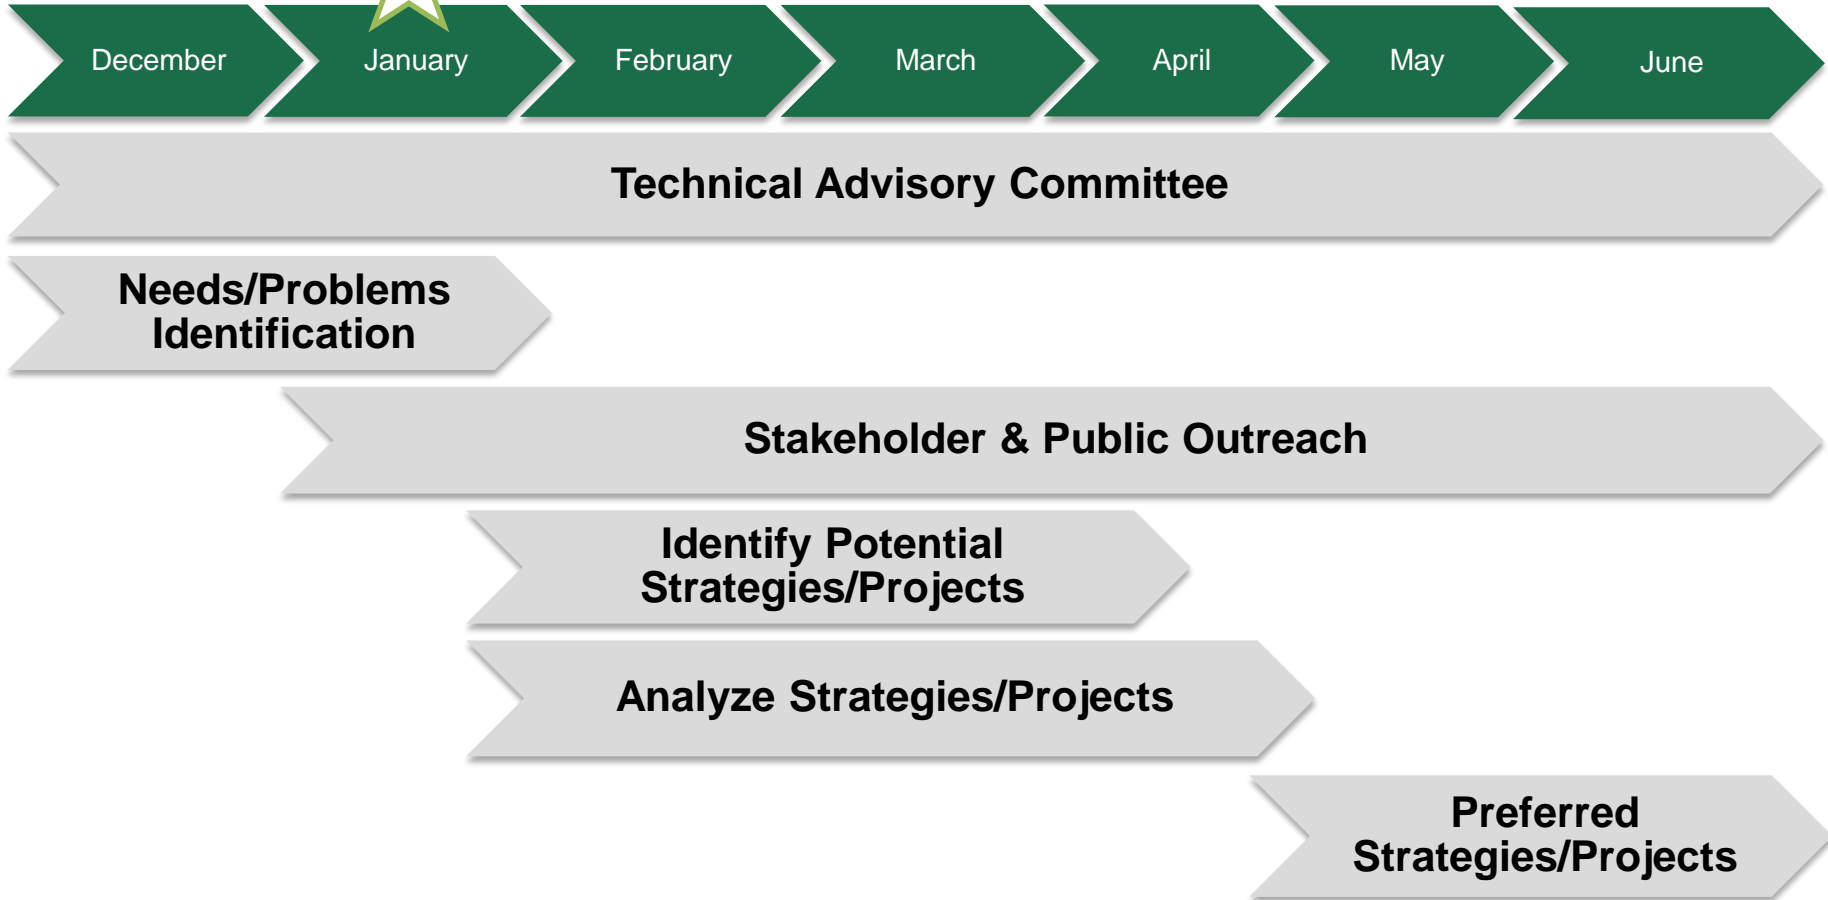 December January February March April May June
Technical Advisory Committee
Needs/Problems
Identification
Stakeholder & Public Outreach
Identify Potential
Strategies/Projects
Analyze Strategies/Projects
Preferred
Strategies/Projects